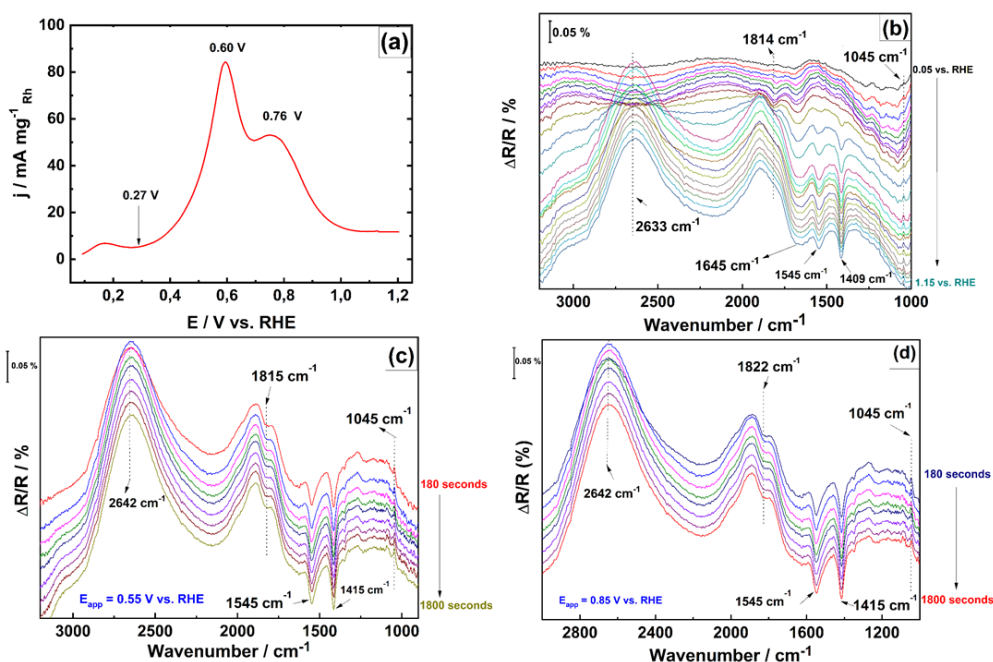 (a)
100
80
60
40
20
0
j / mA mg⁻¹ Rh
0.60 V
0.76 V
0.27 V
0,2 0,4 0,6 0,8 1,0 1,2
E / V vs. RHE
(b)
0.05 %
1814 cm⁻¹
1045 cm⁻¹
0.05 vs. RHE
ΔR/R / %
2633 cm⁻¹
1645 cm⁻¹
1545 cm⁻¹
1409 cm⁻¹
1.15 vs. RHE
3000 2500 2000 1500 1000
Wavenumber / cm⁻¹
(c)
0.05 %
1815 cm⁻¹
1045 cm⁻¹
ΔR/R / %
2642 cm⁻¹
180 seconds
1415 cm⁻¹
1545 cm⁻¹
1800 seconds
E app = 0.55 V vs. RHE
3000 2500 2000 1500 1000
Wavenumber / cm⁻¹
(d)
0.05 %
1822 cm⁻¹
1045 cm⁻¹
ΔR/R (%)
2642 cm⁻¹
180 seconds
1545 cm⁻¹
1415 cm⁻¹
1800 seconds
E app = 0.85 V vs. RHE
2800 2400 2000 1600 1200
Wavenumber / cm⁻¹